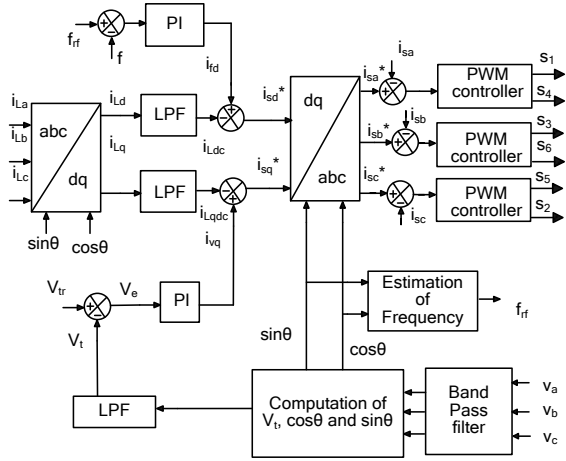 f_rf
f
PI
i_fd
i_sa
i_La
i_Lb
i_Lc
abc
dq
i_Ld
i_Lq
LPF
LPF
i_Ldc
i_Lqdc
i_vq
i_sd*
i_sq*
dq
abc
i_sa*
i_sb*
i_sc*
i_sb
i_sc
PWM
controller
PWM
controller
PWM
controller
s_1
s_4
s_3
s_6
s_5
s_2
sinθ
cosθ
V_tr
V_e
V_t
PI
sinθ
cosθ
Estimation
of
Frequency
f_rf
LPF
Computation of
V_t, cosθ and sinθ
Band
Pass
filter
v_a
v_b
v_c